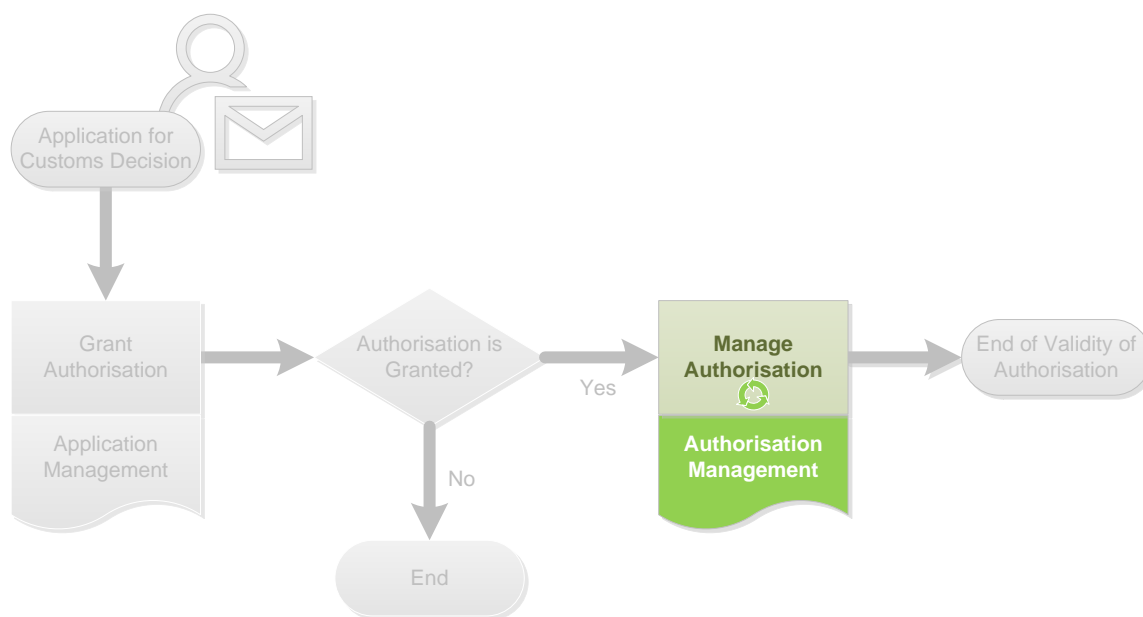 Application for
Customs Decision
Grant
Authorisation
Application
Management
Authorisation is
Granted?
Yes
No
End
Manage
Authorisation
Authorisation
Management
End of Validity of
Authorisation